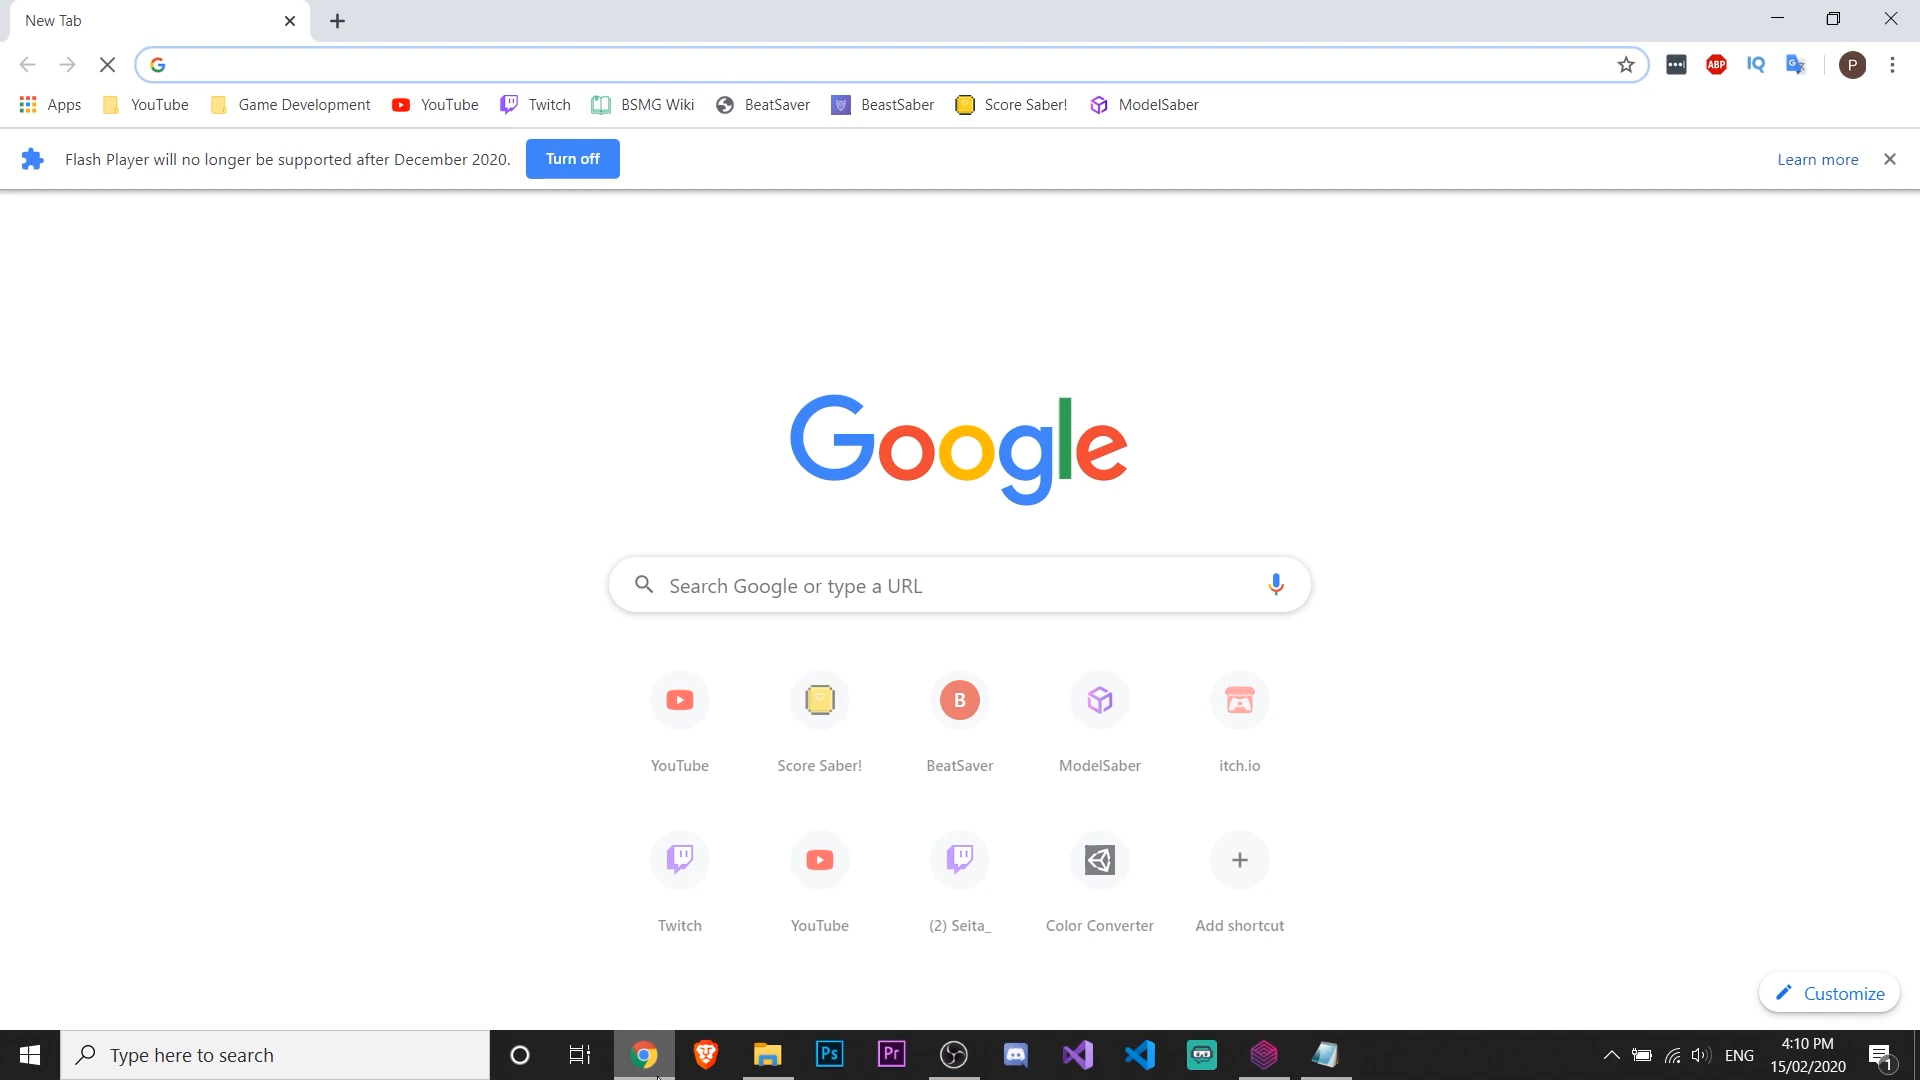 New Tab
Apps YouTube Game Development YouTube Twitch BSMG Wiki BeatSaver BeastSaber Score Saber! ModelSaber
Flash Player will no longer be supported after December 2020. Turn off Learn more
Google
Search Google or type a URL
YouTube Score Saber! BeatSaver ModelSaber itch.io
Twitch YouTube (2) Seita_ Color Converter Add shortcut
Customize
Type here to search
ENG
4:10 PM
15/02/2020